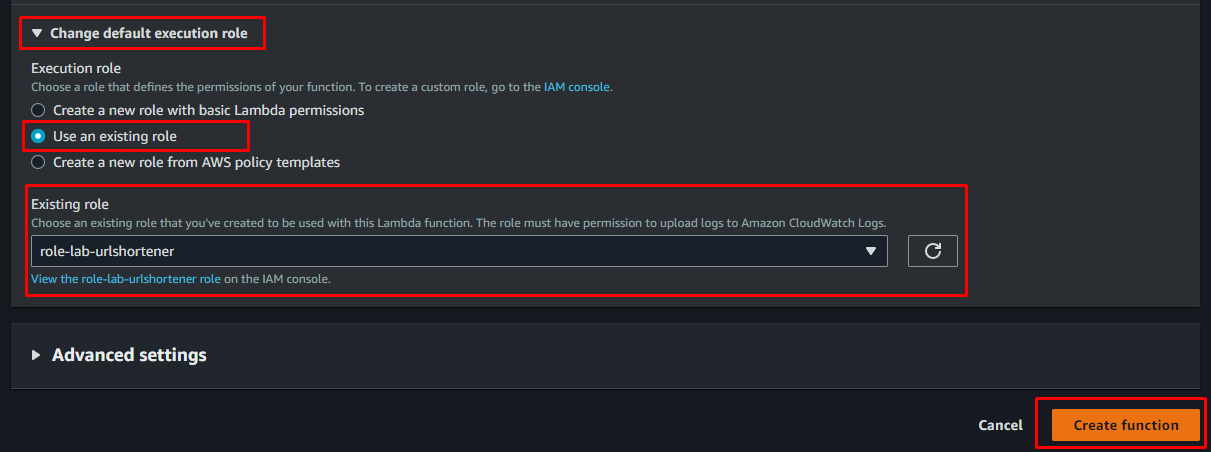 Change default execution role
Execution role
Choose a role that defines the permissions of your function. To create a custom role, go to the IAM console.
Create a new role with basic Lambda permissions
Use an existing role
Create a new role from AWS policy templates
Existing role
Choose an existing role that you've created to be used with this Lambda function. The role must have permission to upload logs to Amazon CloudWatch Logs.
role-lab-urlshortener
View the role-lab-urlshortener role on the IAM console.
Advanced settings
Cancel Create function